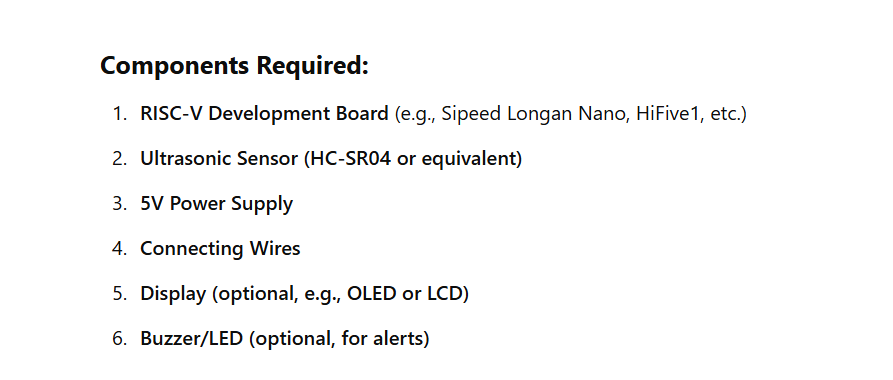 Components Required:
1. RISC-V Development Board (e.g., Sipeed Longan Nano, HiFive1, etc.)
2. Ultrasonic Sensor (HC-SR04 or equivalent)
3. 5V Power Supply
4. Connecting Wires
5. Display (optional, e.g., OLED or LCD)
6. Buzzer/LED (optional, for alerts)